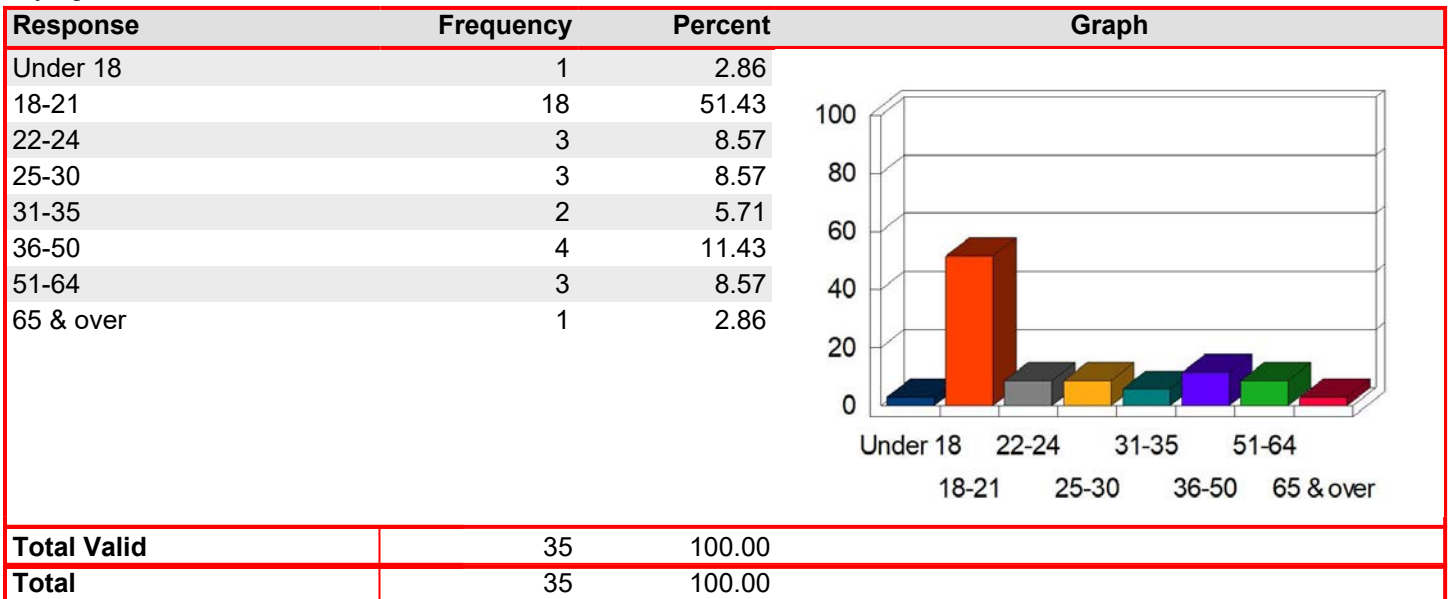 Response Frequency Percent Graph
Under 18 1 2.86
18-21 18 51.43
22-24 3 8.57
25-30 3 8.57
31-35 2 5.71
36-50 4 11.43
51-64 3 8.57
65 & over 1 2.86
100
80
60
40
20
0
Under 18 22-24 31-35 51-64
18-21 25-30 36-50 65 & over
Total Valid 35 100.00
Total 35 100.00